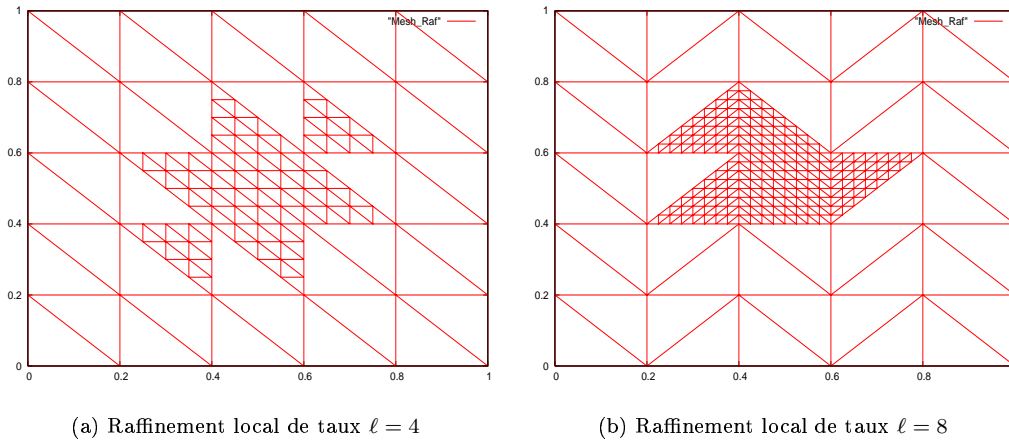 1
0.8
0.6
0.4
0.2
0
0 0.2 0.4 0.6 0.8 1
"Mesh_Raf"
1
0.8
0.6
0.4
0.2
0
0 0.2 0.4 0.6 0.8
"Mesh_Raf"
(a) Raffinement local de taux ℓ = 4
(b) Raffinement local de taux ℓ = 8